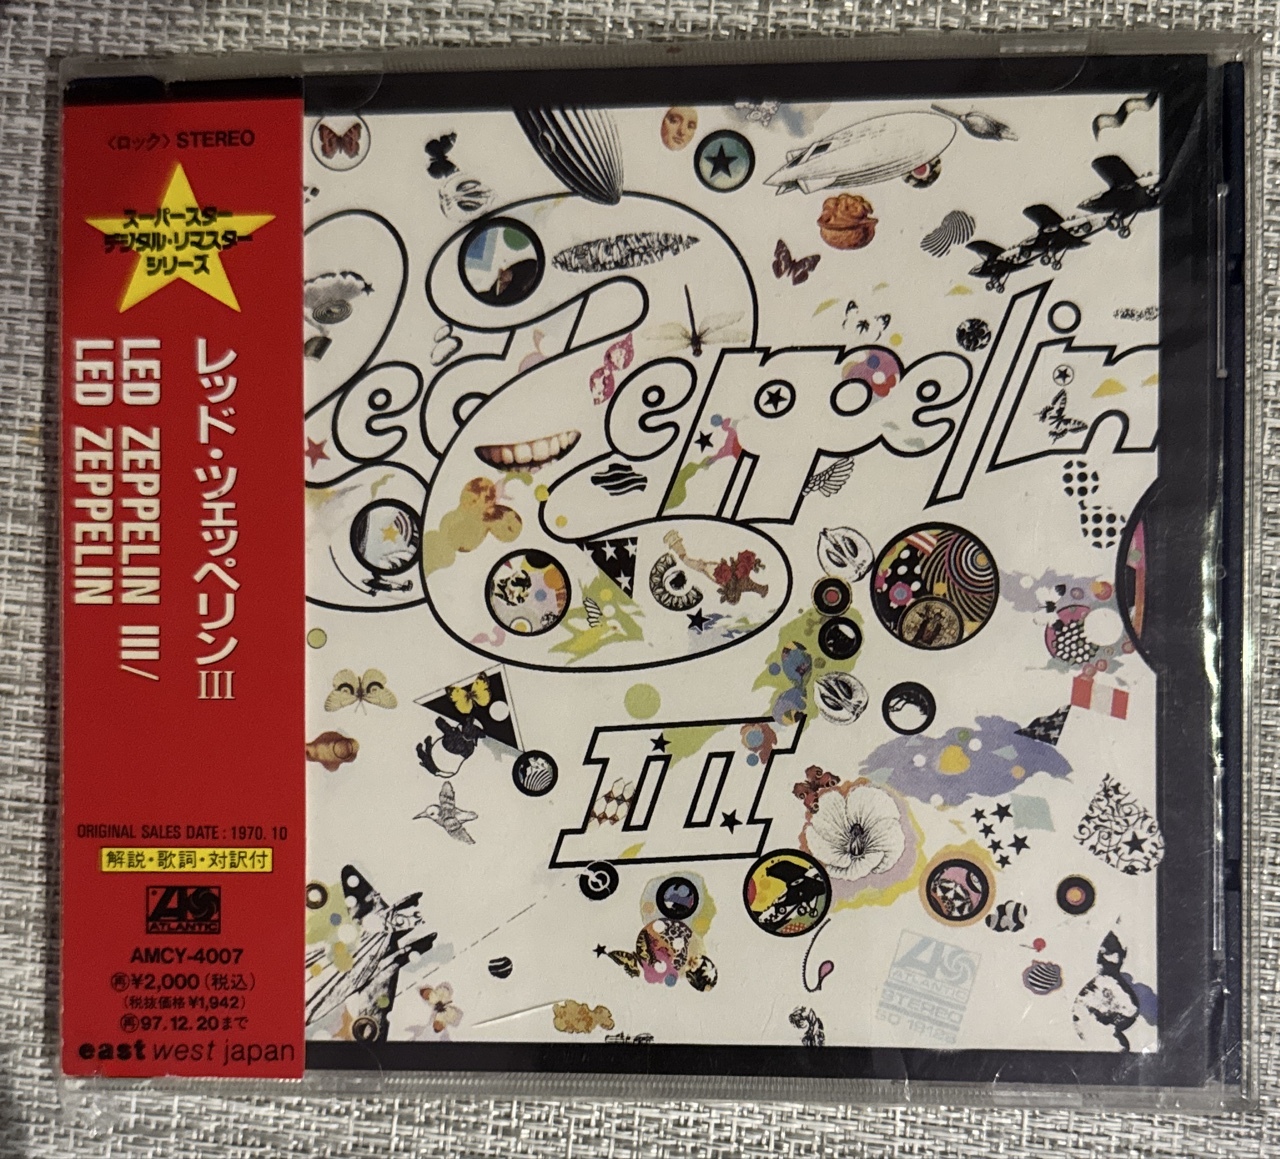 〈ロック〉STEREO
スーパースター
デジタル・リマスター
シリーズ
レッド・ツェッペリンIII
LED ZEPPELIN III/
LED ZEPPELIN
ORIGINAL SALES DATE : 1970. 10
解説・歌詞・対訳付
ATLANTIC
AMCY-4007
再¥2,000(税込)
(税抜価格¥1,942)
再97.12.20まで
east west japan
Led Zeppelin
III
ATLANTIC
STEREO